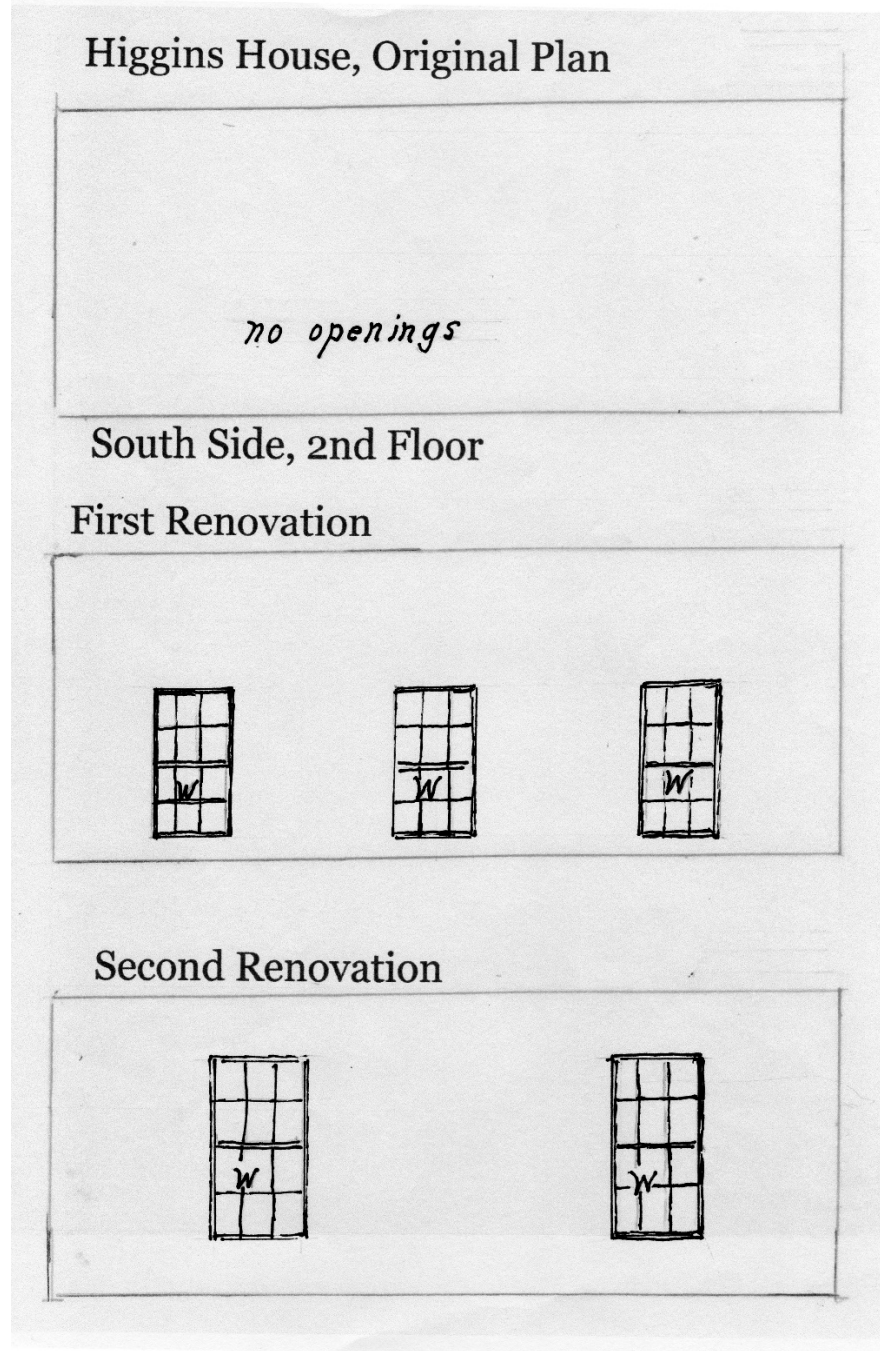 Higgins House, Original Plan
no openings
South Side, 2nd Floor
First Renovation
W W W
Second Renovation
W W